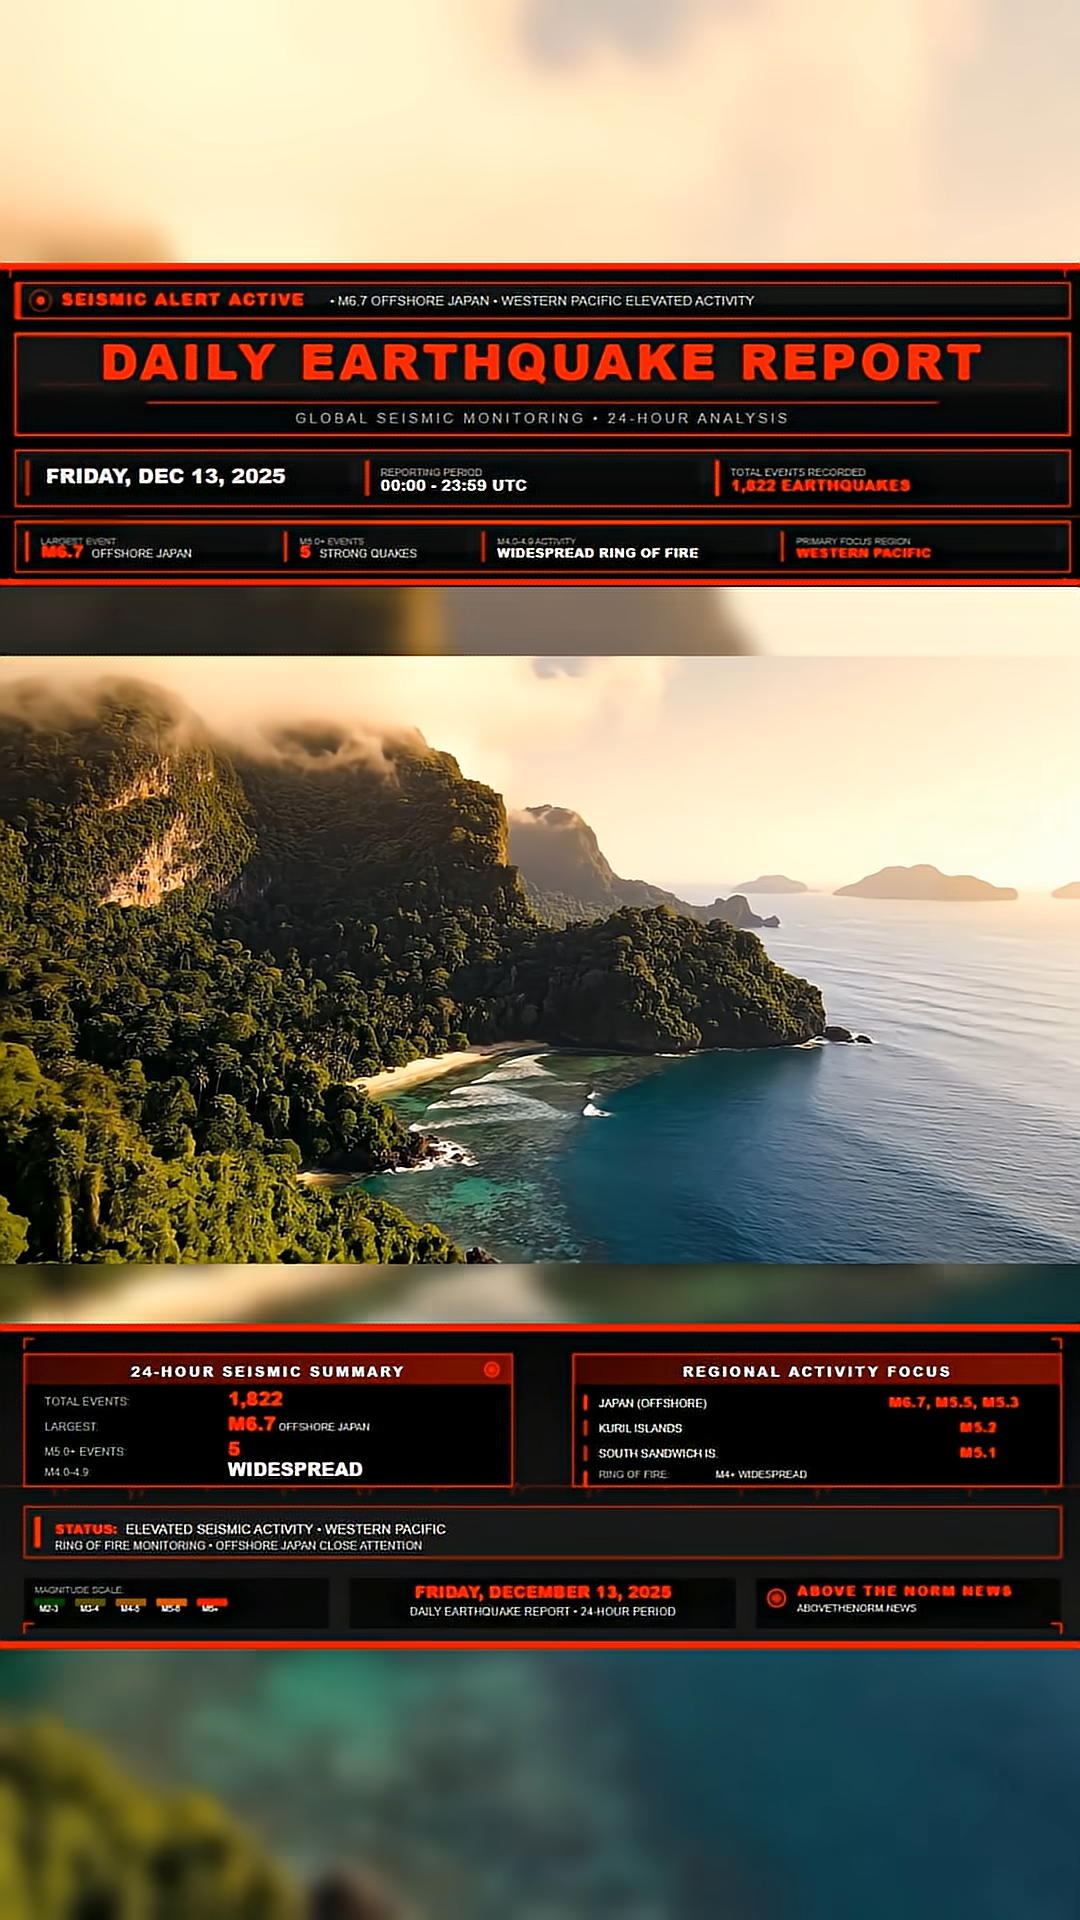 SEISMIC ALERT ACTIVE • M6.7 OFFSHORE JAPAN • WESTERN PACIFIC ELEVATED ACTIVITY
DAILY EARTHQUAKE REPORT
GLOBAL SEISMIC MONITORING • 24-HOUR ANALYSIS
FRIDAY, DEC 13, 2025
REPORTING PERIOD
00:00 - 23:59 UTC
TOTAL EVENTS RECORDED
1,822 EARTHQUAKES
LARGEST EVENT
M6.7 OFFSHORE JAPAN
M5.0+ EVENTS
5 STRONG QUAKES
M4.0-4.9 ACTIVITY
WIDESPREAD RING OF FIRE
PRIMARY FOCUS REGION
WESTERN PACIFIC
24-HOUR SEISMIC SUMMARY
TOTAL EVENTS: 1,822
LARGEST: M6.7 OFFSHORE JAPAN
M5.0+ EVENTS: 5
M4.0-4.9: WIDESPREAD
REGIONAL ACTIVITY FOCUS
JAPAN (OFFSHORE) M6.7, M5.5, M5.3
KURIL ISLANDS M5.2
SOUTH SANDWICH IS. M5.1
RING OF FIRE: M4+ WIDESPREAD
STATUS: ELEVATED SEISMIC ACTIVITY • WESTERN PACIFIC
RING OF FIRE MONITORING • OFFSHORE JAPAN CLOSE ATTENTION
MAGNITUDE SCALE:
M2-3 M3-4 M4-5 M5-6 M6+
FRIDAY, DECEMBER 13, 2025
DAILY EARTHQUAKE REPORT • 24-HOUR PERIOD
ABOVE THE NORM NEWS
ABOVETHENORM.NEWS